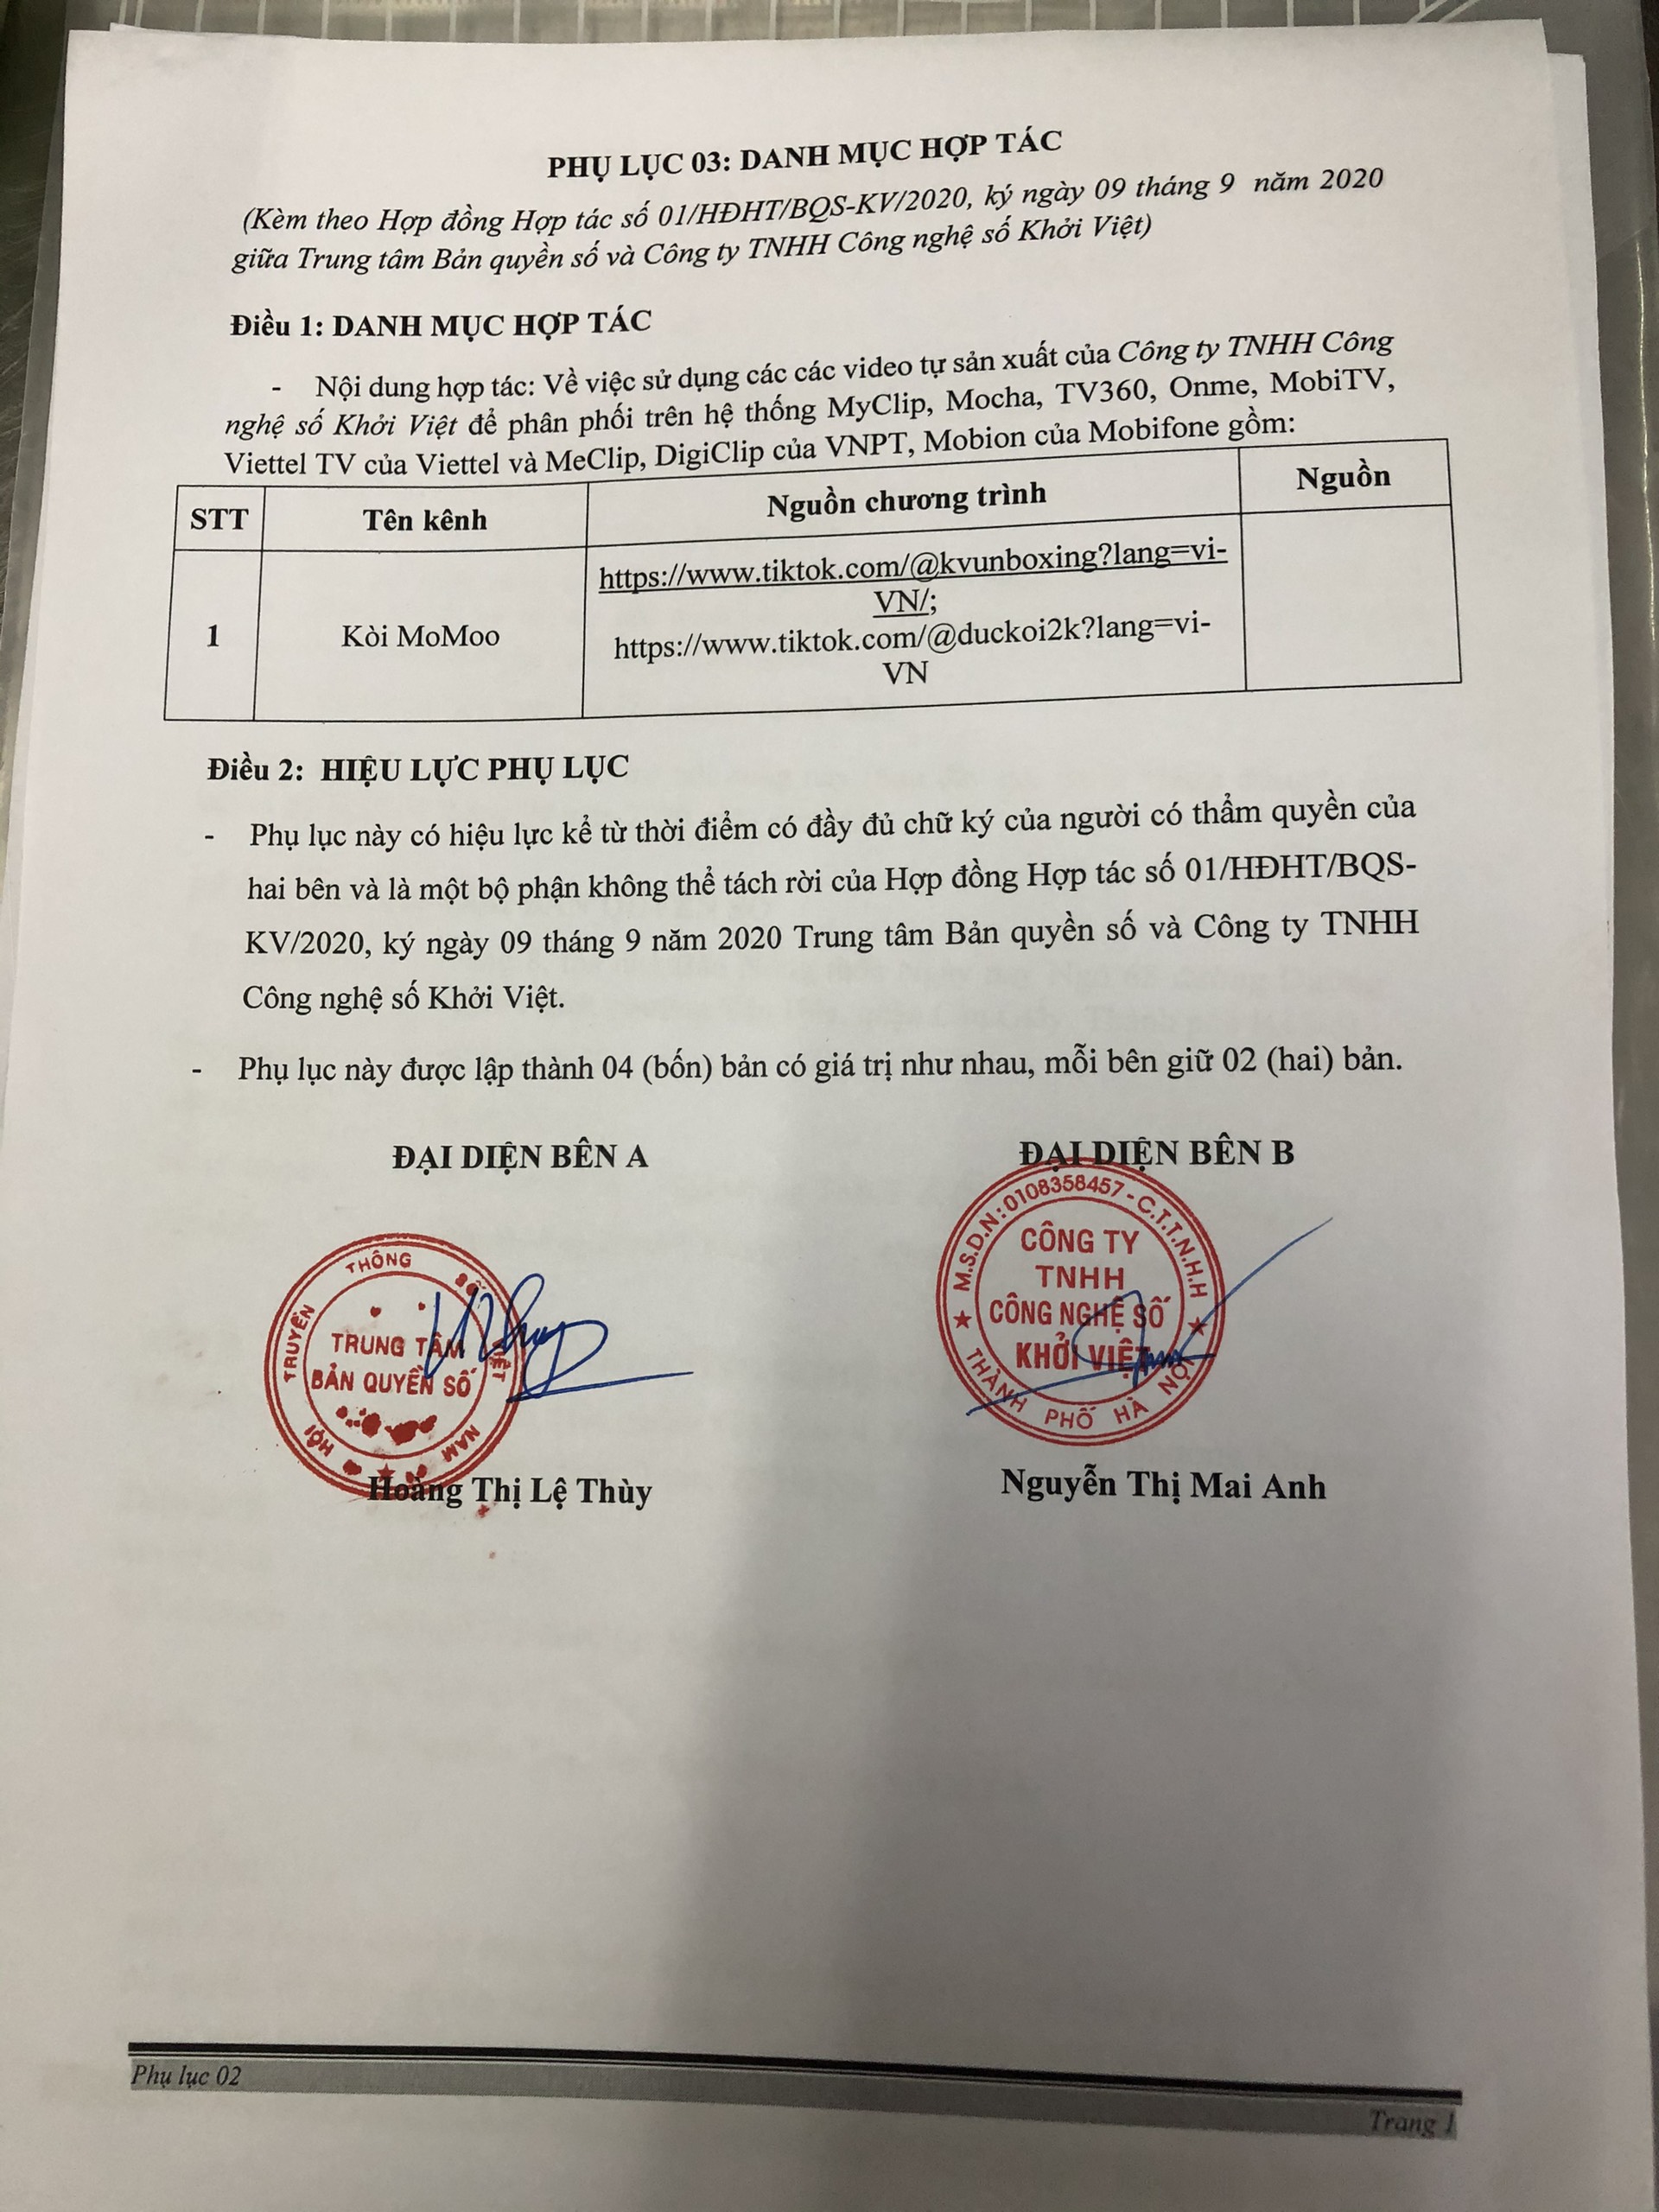 PHỤ LỤC 03: DANH MỤC HỢP TÁC
(Kèm theo Hợp đồng Hợp tác số 01/HĐHT/BQS-KV/2020, ký ngày 09 tháng 9 năm 2020
giữa Trung tâm Bản quyền số và Công ty TNHH Công nghệ số Khởi Việt)
Điều 1: DANH MỤC HỢP TÁC
- Nội dung hợp tác: Về việc sử dụng các các video tự sản xuất của Công ty TNHH Công
nghệ số Khởi Việt để phân phối trên hệ thống MyClip, Mocha, TV360, Onme, MobiTV,
Viettel TV của Viettel và MeClip, DigiClip của VNPT, Mobion của Mobifone gồm:
STT Tên kênh Nguồn chương trình Nguồn
1 Kòi MoMoo https://www.tiktok.com/@kvunboxing?lang=vi-
VN/;
https://www.tiktok.com/@duckoi2k?lang=vi-
VN
Điều 2: HIỆU LỰC PHỤ LỤC
- Phụ lục này có hiệu lực kể từ thời điểm có đầy đủ chữ ký của người có thẩm quyền của
hai bên và là một bộ phận không thể tách rời của Hợp đồng Hợp tác số 01/HĐHT/BQS-
KV/2020, ký ngày 09 tháng 9 năm 2020 Trung tâm Bản quyền số và Công ty TNHH
Công nghệ số Khởi Việt.
- Phụ lục này được lập thành 04 (bốn) bản có giá trị như nhau, mỗi bên giữ 02 (hai) bản.
ĐẠI DIỆN BÊN A
ĐẠI DIỆN BÊN B
HỘI TRUYỀN THÔNG SỐ VIỆT NAM
TRUNG TÂM
BẢN QUYỀN SỐ
M.S.D.N: 0108358457 - C.T.T.N.H.H
CÔNG TY
TNHH
CÔNG NGHỆ SỐ
KHỞI VIỆT
THÀNH PHỐ HÀ NỘI
Hoàng Thị Lệ Thùy
Nguyễn Thị Mai Anh
Phụ lục 02
Trang 1